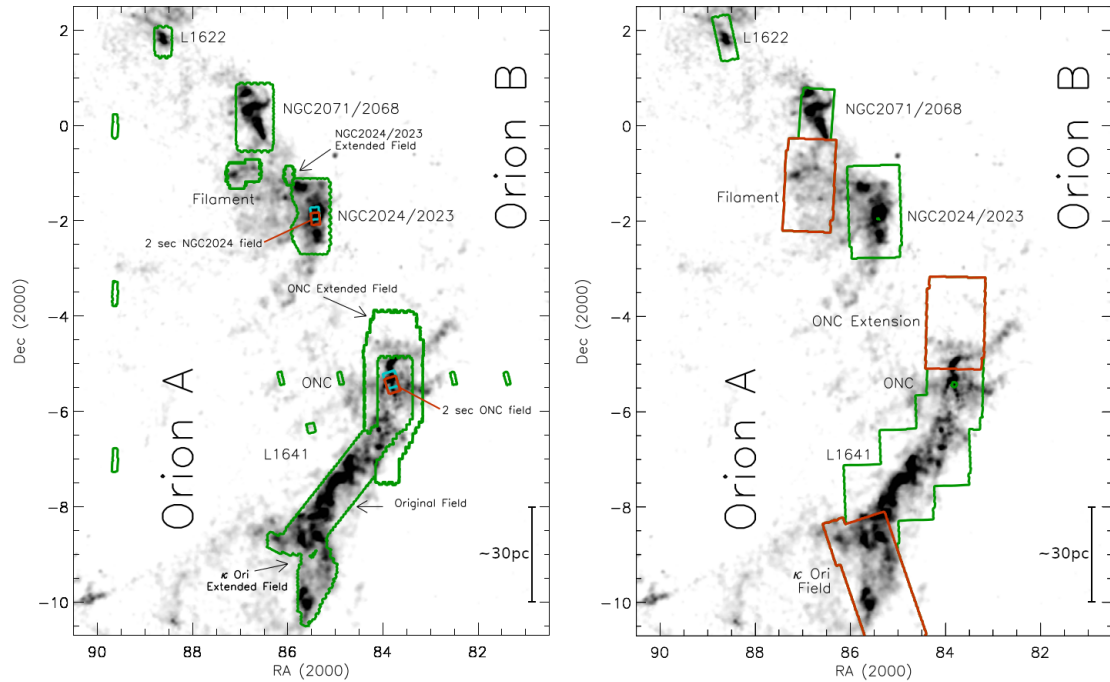 2
0
−2
−4
−6
−8
−10
Dec (2000)
90
88
86
84
82
RA (2000)
L1622
NGC2071/2068
NGC2024/2023
Extended Field
Filament
NGC2024/2023
2 sec NGC2024 field
Orion B
ONC Extended Field
ONC
2 sec ONC field
L1641
Orion A
Original Field
κ Ori
Extended Field
~30pc
2
0
−2
−4
−6
−8
−10
Dec (2000)
90
88
86
84
82
RA (2000)
L1622
NGC2071/2068
Filament
NGC2024/2023
Orion B
ONC Extension
ONC
L1641
Orion A
κ Ori
Field
~30pc